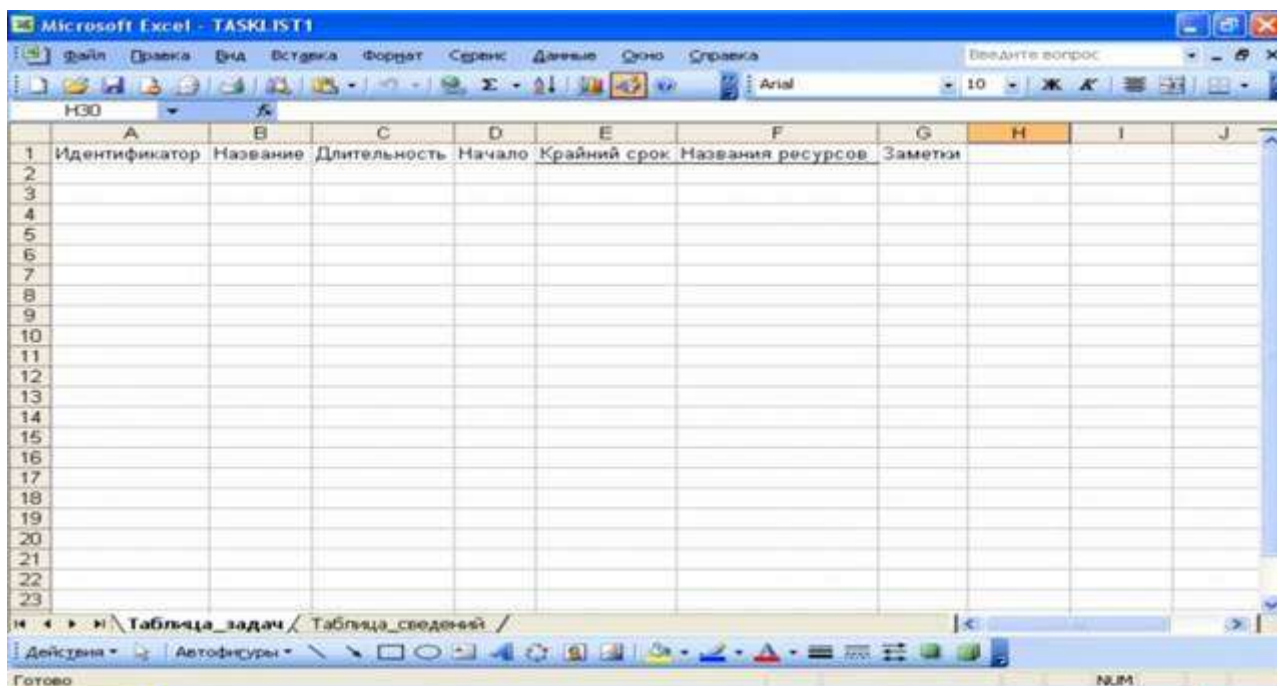 Microsoft Excel - TASKLIST1
Файл Правка Вид Вставка Формат Сервис Данные Окно Справка Введите вопрос
Arial 10 Ж К
H30 fx
A B C D E F G H I J
1 Идентификатор Название Длительность Начало Крайний срок Названия ресурсов Заметки
2
3
4
5
6
7
8
9
10
11
12
13
14
15
16
17
18
19
20
21
22
23
Таблица_задач Таблица_сведений
Действия Автофигуры
Готово NUM